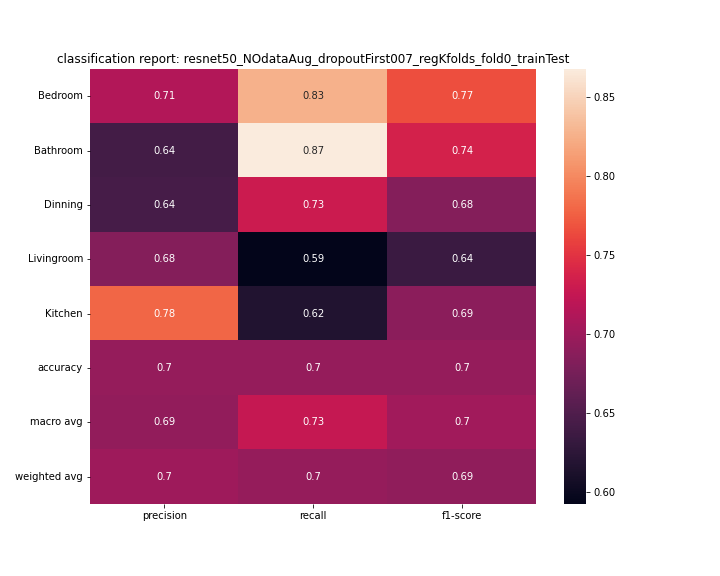 classification report: resnet50_NOdataAug_dropoutFirst007_regKfolds_fold0_trainTest
Bedroom 0.71 0.83 0.77
Bathroom 0.64 0.87 0.74
Dinning 0.64 0.73 0.68
Livingroom 0.68 0.59 0.64
Kitchen 0.78 0.62 0.69
accuracy 0.7 0.7 0.7
macro avg 0.69 0.73 0.7
weighted avg 0.7 0.7 0.69
precision recall f1-score
0.85
0.80
0.75
0.70
0.65
0.60